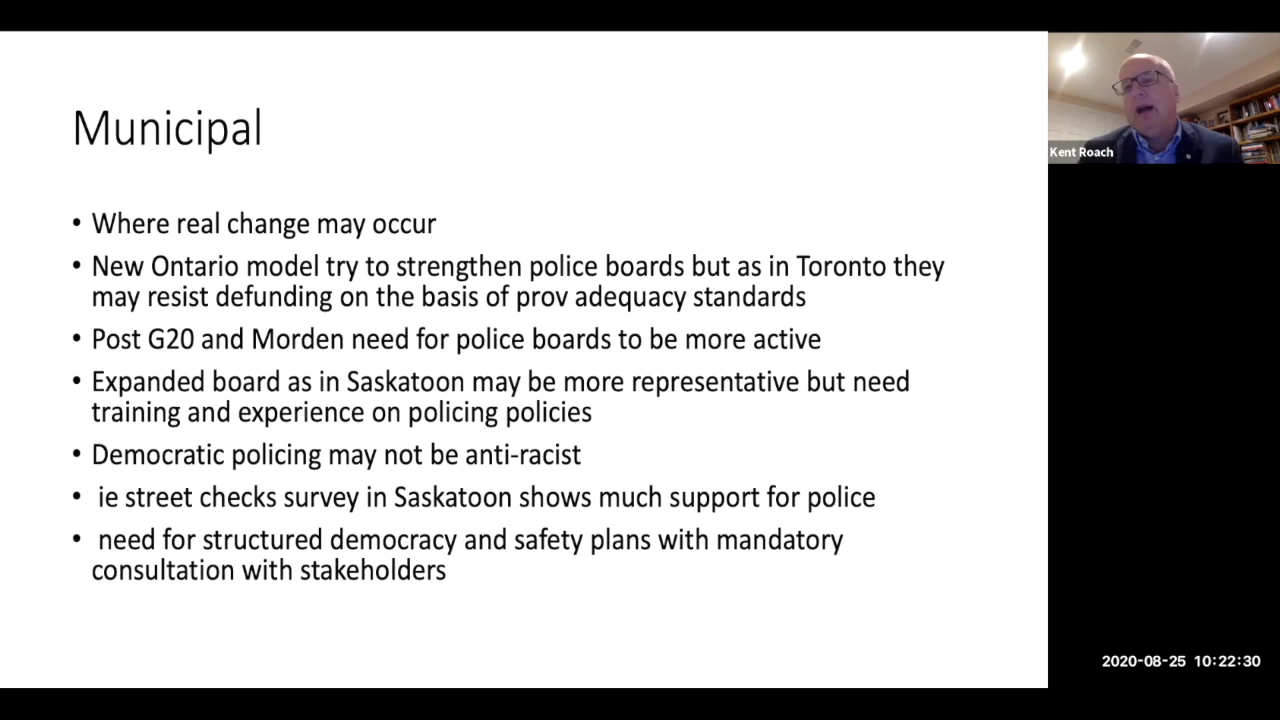 Municipal
• Where real change may occur
• New Ontario model try to strengthen police boards but as in Toronto they
may resist defunding on the basis of prov adequacy standards
• Post G20 and Morden need for police boards to be more active
• Expanded board as in Saskatoon may be more representative but need
training and experience on policing policies
• Democratic policing may not be anti-racist
• ie street checks survey in Saskatoon shows much support for police
• need for structured democracy and safety plans with mandatory
consultation with stakeholders
Kent Roach
2020-08-25 10:22:30